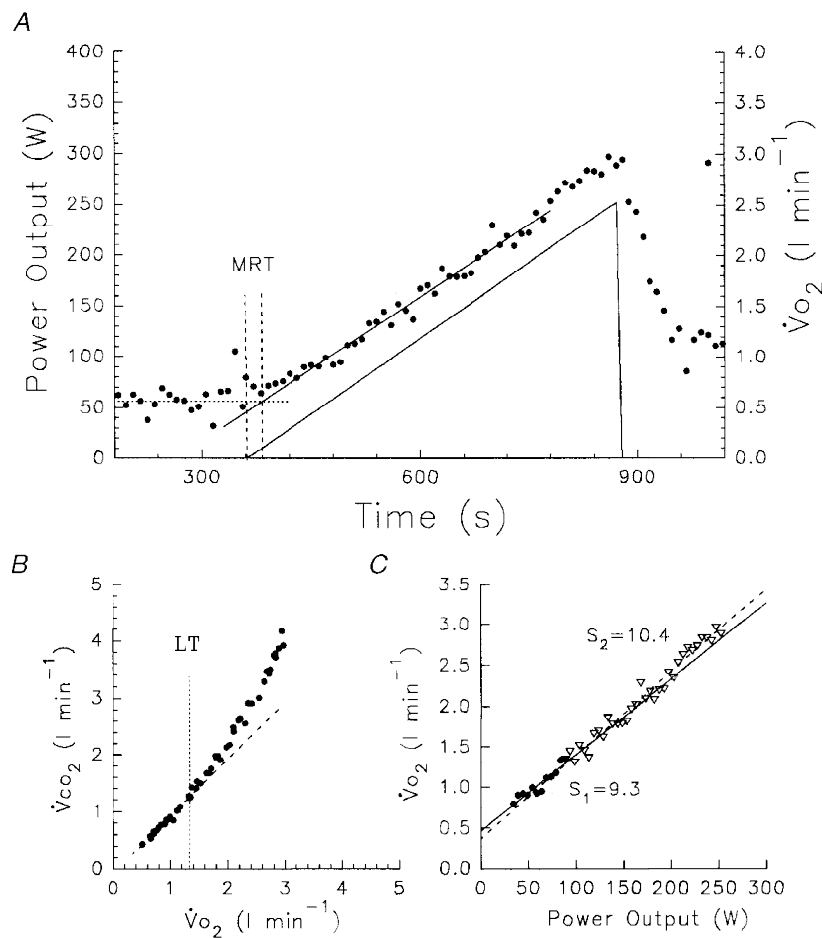 A
400
350
300
250
200
150
100
50
0
Power Output (W)
MRT
4.0
3.5
3.0
2.5
2.0
1.5
1.0
0.5
0.0
V̇o₂ (l min⁻¹)
300 600 900
Time (s)
B
5
4
3
2
1
0
V̇co₂ (l min⁻¹)
LT
0 1 2 3 4 5
V̇o₂ (l min⁻¹)
C
3.5
3.0
2.5
2.0
1.5
1.0
0.5
0.0
V̇o₂ (l min⁻¹)
S₂=10.4
S₁=9.3
0 50 100 150 200 250 300
Power Output (W)